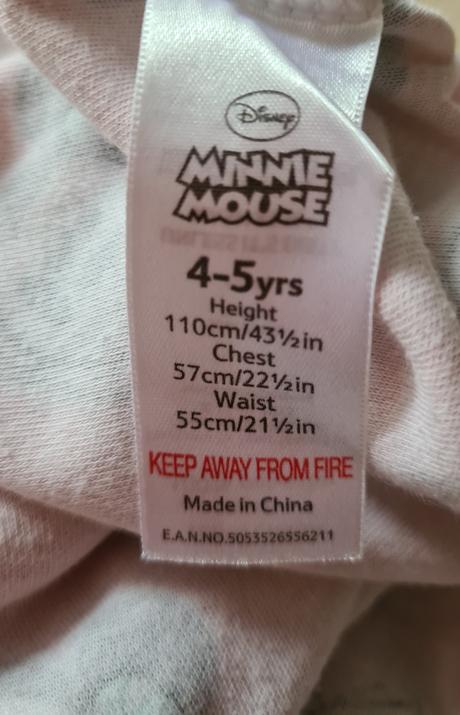 Disney
MINNIE
MOUSE
4-5yrs
Height
110cm/43½in
Chest
57cm/22½in
Waist
55cm/21½in
KEEP AWAY FROM FIRE
Made in China
E.A.N.NO.5053526556211